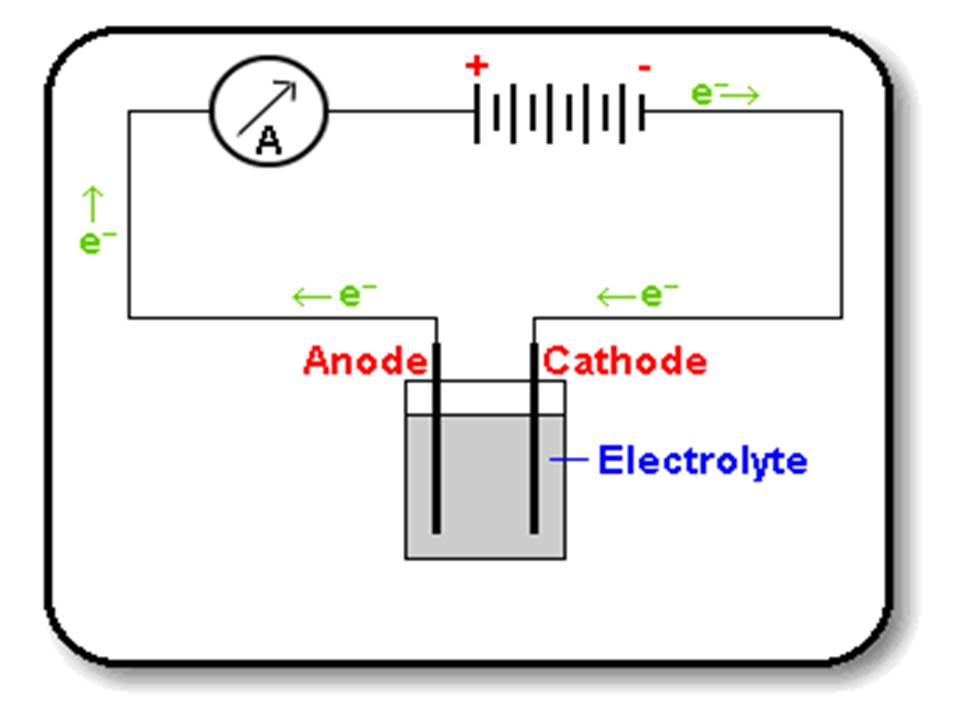 + -
e⁻→
A
↑
e⁻
←e⁻ ←e⁻
Anode Cathode
Electrolyte